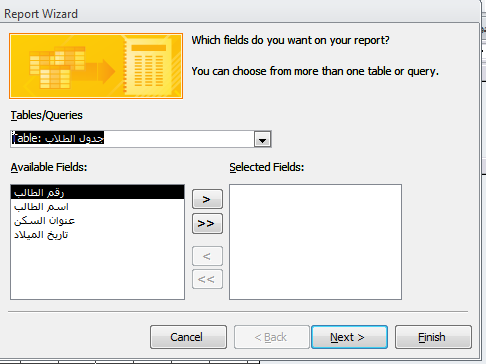 Report Wizard
Which fields do you want on your report?
You can choose from more than one table or query.
Tables/Queries
Table: جدول الطلاب
Available Fields:
Selected Fields:
رقم الطالب
اسم الطالب
عنوان السكن
تاريخ الميلاد
>
>>
<
<<
Cancel
< Back
Next >
Finish